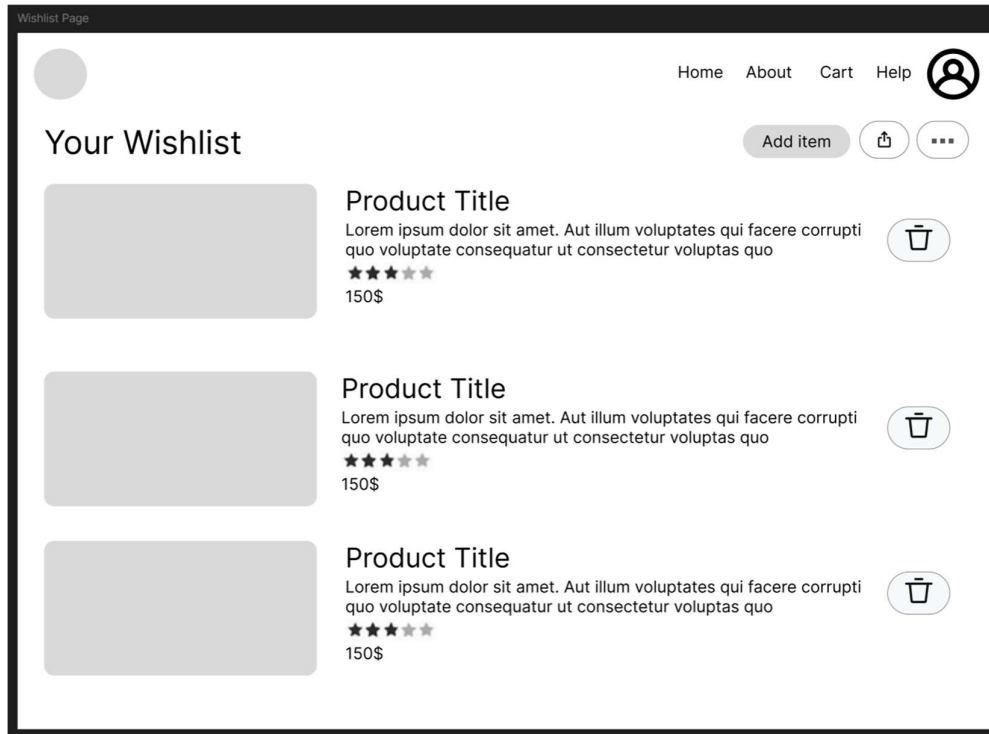 Wishlist Page
Home About Cart Help
Your Wishlist
Add item
Product Title
Lorem ipsum dolor sit amet. Aut illum voluptates qui facere corrupti
quo voluptate consequatur ut consectetur voluptas quo
150$
Product Title
Lorem ipsum dolor sit amet. Aut illum voluptates qui facere corrupti
quo voluptate consequatur ut consectetur voluptas quo
150$
Product Title
Lorem ipsum dolor sit amet. Aut illum voluptates qui facere corrupti
quo voluptate consequatur ut consectetur voluptas quo
150$